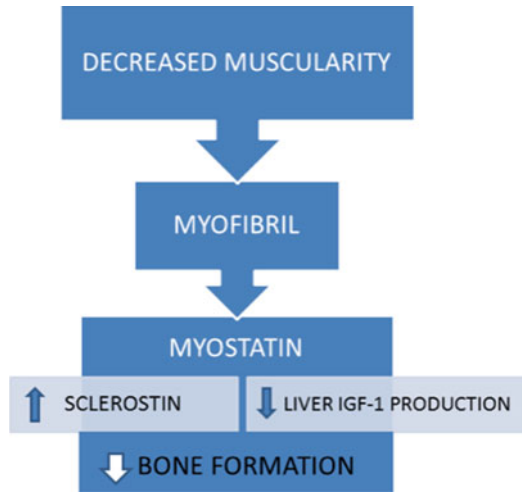 DECREASED MUSCULARITY
MYOFIBRIL
MYOSTATIN
SCLEROSTIN
LIVER IGF-1 PRODUCTION
BONE FORMATION